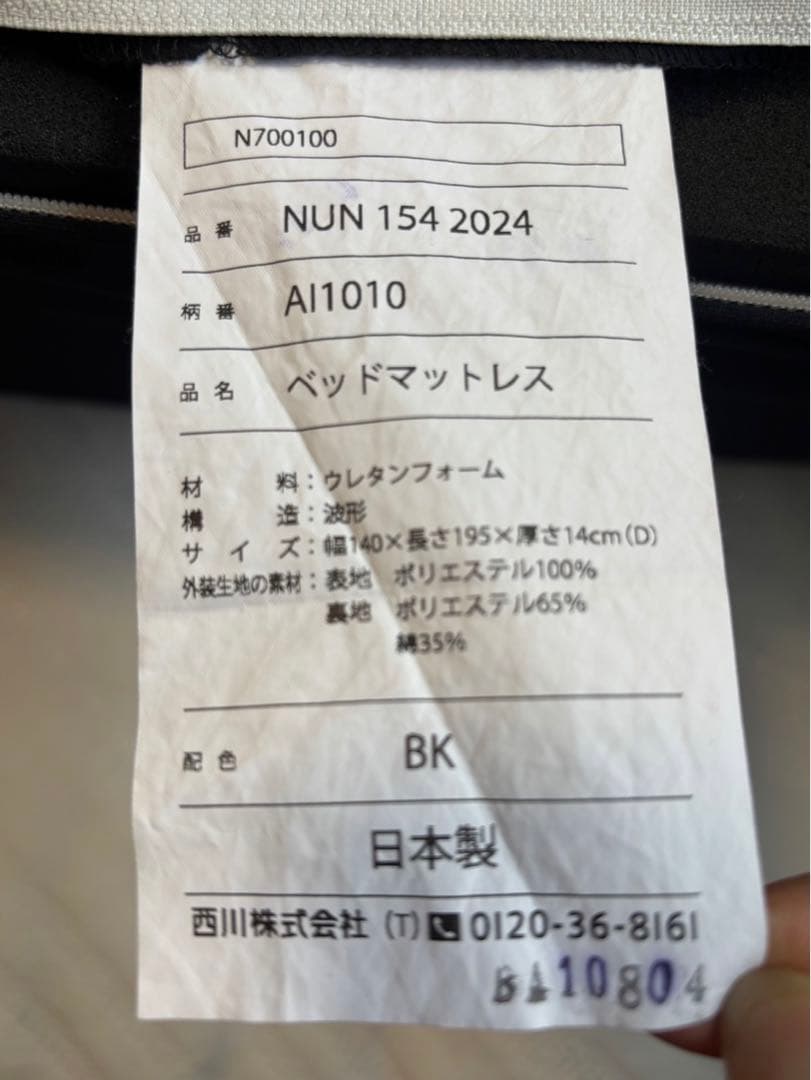 N700100
品番 NUN 154 2024
柄番 AI1010
品名 ベッドマットレス
材料：ウレタンフォーム
構造：波形
サイズ：幅140×長さ195×厚さ14cm(D)
外装生地の素材：表地 ポリエステル100%
裏地 ポリエステル65%
綿35%
配色 BK
日本製
西川株式会社 (T) 0120-36-8161
10804